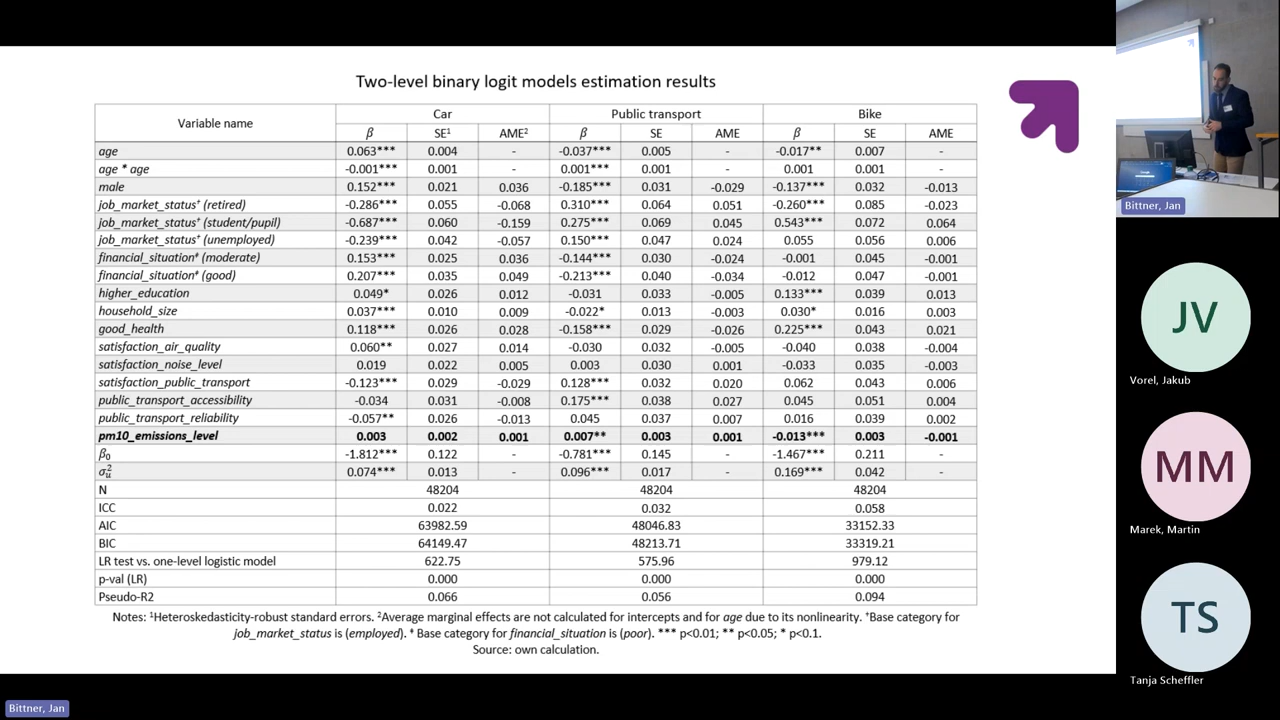 Two-level binary logit models estimation results
Variable name Car Public transport Bike
β SE¹ AME² β SE AME β SE AME
age 0.063*** 0.004 - -0.037*** 0.005 - -0.017** 0.007 -
age * age -0.001*** 0.001 - 0.001*** 0.001 - 0.001 0.001 -
male 0.152*** 0.021 0.036 -0.185*** 0.031 -0.029 -0.137*** 0.032 -0.013
job_market_status⁺ (retired) -0.286*** 0.055 -0.068 0.310*** 0.064 0.051 -0.260*** 0.085 -0.023
job_market_status⁺ (student/pupil) -0.687*** 0.060 -0.159 0.275*** 0.069 0.045 0.543*** 0.072 0.064
job_market_status⁺ (unemployed) -0.239*** 0.042 -0.057 0.150*** 0.047 0.024 0.055 0.056 0.006
financial_situation‡ (moderate) 0.153*** 0.025 0.036 -0.144*** 0.030 -0.024 -0.001 0.045 -0.001
financial_situation‡ (good) 0.207*** 0.035 0.049 -0.213*** 0.040 -0.034 -0.012 0.047 -0.001
higher_education 0.049* 0.026 0.012 -0.031 0.033 -0.005 0.133*** 0.039 0.013
household_size 0.037*** 0.010 0.009 -0.022* 0.013 -0.003 0.030* 0.016 0.003
good_health 0.118*** 0.026 0.028 -0.158*** 0.029 -0.026 0.225*** 0.043 0.021
satisfaction_air_quality 0.060** 0.027 0.014 -0.030 0.032 -0.005 -0.040 0.038 -0.004
satisfaction_noise_level 0.019 0.022 0.005 0.003 0.030 0.001 -0.033 0.035 -0.003
satisfaction_public_transport -0.123*** 0.029 -0.029 0.128*** 0.032 0.020 0.062 0.043 0.006
public_transport_accessibility -0.034 0.031 -0.008 0.175*** 0.038 0.027 0.045 0.051 0.004
public_transport_reliability -0.057** 0.026 -0.013 0.045 0.037 0.007 0.016 0.039 0.002
pm10_emissions_level 0.003 0.002 0.001 0.007** 0.003 0.001 -0.013*** 0.003 -0.001
β₀ -1.812*** 0.122 - -0.781*** 0.145 - -1.467*** 0.211 -
σ²ᵤ 0.074*** 0.013 - 0.096*** 0.017 - 0.169*** 0.042 -
N 48204 48204 48204
ICC 0.022 0.032 0.058
AIC 63982.59 48046.83 33152.33
BIC 64149.47 48213.71 33319.21
LR test vs. one-level logistic model 622.75 575.96 979.12
p-val (LR) 0.000 0.000 0.000
Pseudo-R2 0.066 0.056 0.094
Notes: ¹Heteroskedasticity-robust standard errors. ²Average marginal effects are not calculated for intercepts and for age due to its nonlinearity. ⁺Base category for
job_market_status is (employed). ‡ Base category for financial_situation is (poor). *** p<0.01; ** p<0.05; * p<0.1.
Source: own calculation.
Bittner, Jan
JV
Vorel, Jakub
MM
Marek, Martin
TS
Tanja Scheffler
Bittner, Jan